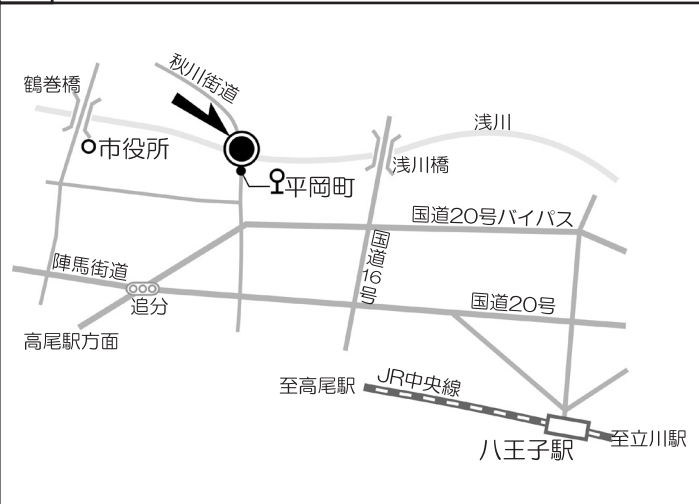 秋川街道
鶴巻橋
浅川
市役所
浅川橋
平岡町
国道20号バイパス
国道16号
陣馬街道
追分
国道20号
高尾駅方面
JR中央線
至高尾駅
至立川駅
八王子駅